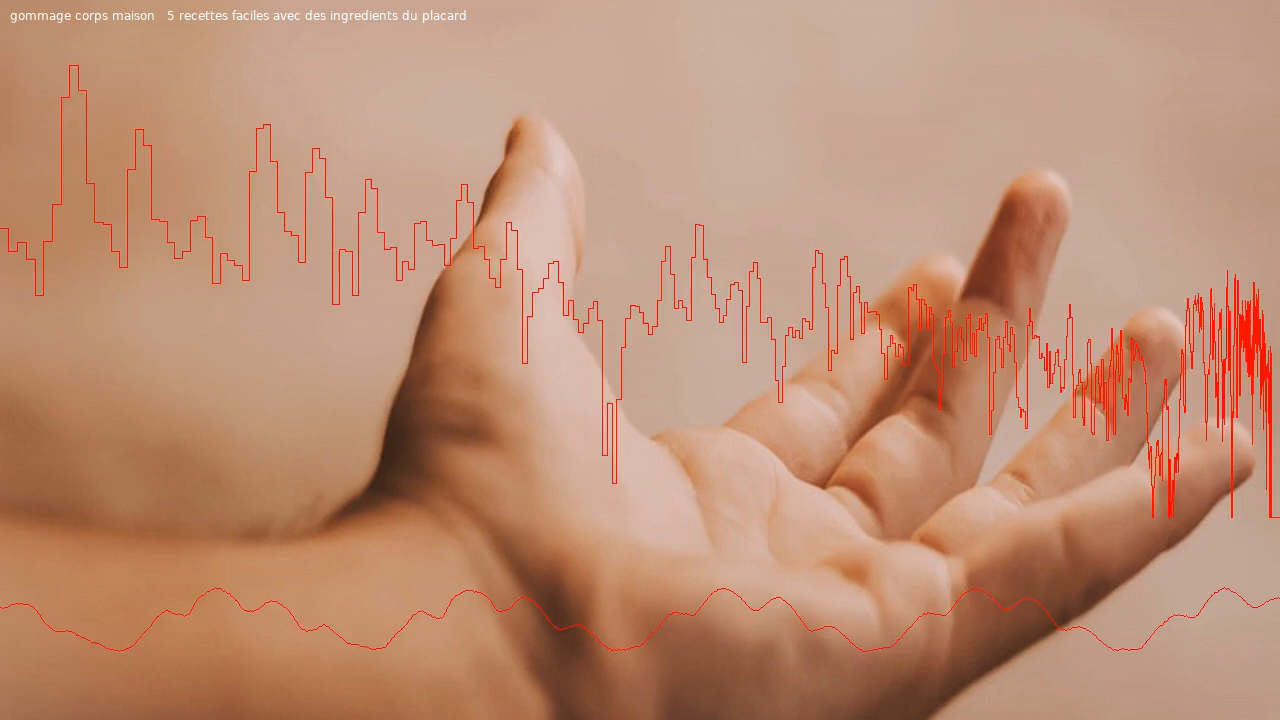 gommage corps maison 5 recettes faciles avec des ingredients du placard